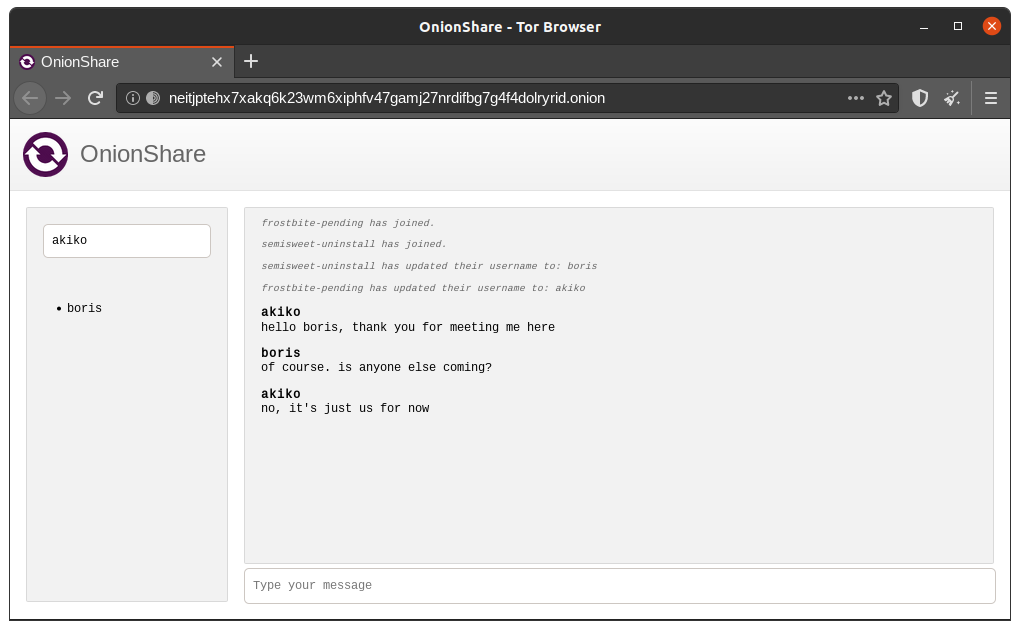 OnionShare - Tor Browser
OnionShare
neitjptehx7xakq6k23wm6xiphfv47gamj27nrdifbg7g4f4dolryrid.onion
OnionShare
akiko
boris
frostbite-pending has joined.
semisweet-uninstall has joined.
semisweet-uninstall has updated their username to: boris
frostbite-pending has updated their username to: akiko
akiko
hello boris, thank you for meeting me here
boris
of course. is anyone else coming?
akiko
no, it's just us for now
Type your message